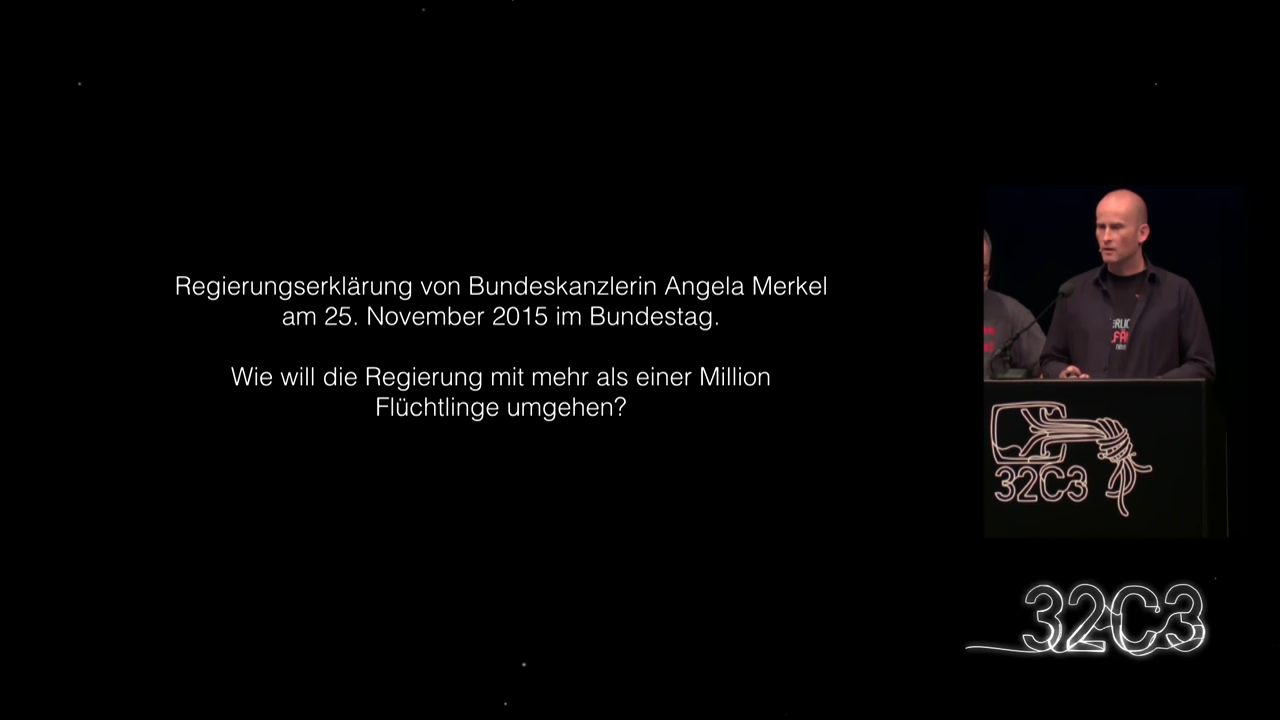 Regierungserklärung von Bundeskanzlerin Angela Merkel
am 25. November 2015 im Bundestag.
Wie will die Regierung mit mehr als einer Million
Flüchtlinge umgehen?
32C3
32C3